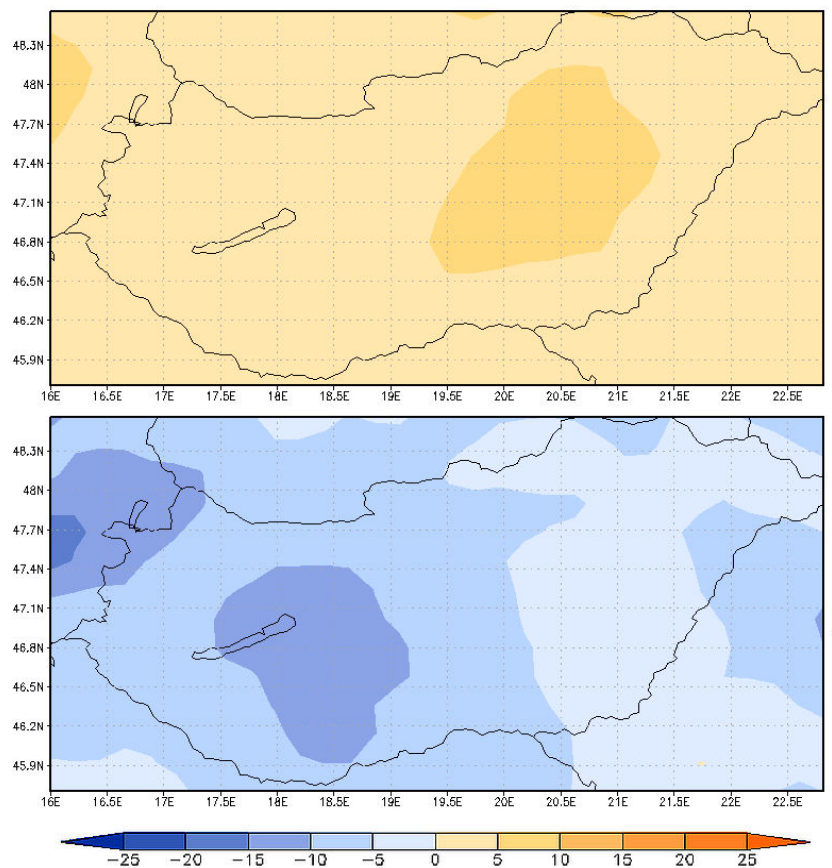 48.3N
48N
47.7N
47.4N
47.1N
46.8N
46.5N
46.2N
45.9N
16E 16.5E 17E 17.5E 18E 18.5E 19E 19.5E 20E 20.5E 21E 21.5E 22E 22.5E
48.3N
48N
47.7N
47.4N
47.1N
46.8N
46.5N
46.2N
45.9N
16E 16.5E 17E 17.5E 18E 18.5E 19E 19.5E 20E 20.5E 21E 21.5E 22E 22.5E
−25 −20 −15 −10 −5 0 5 10 15 20 25